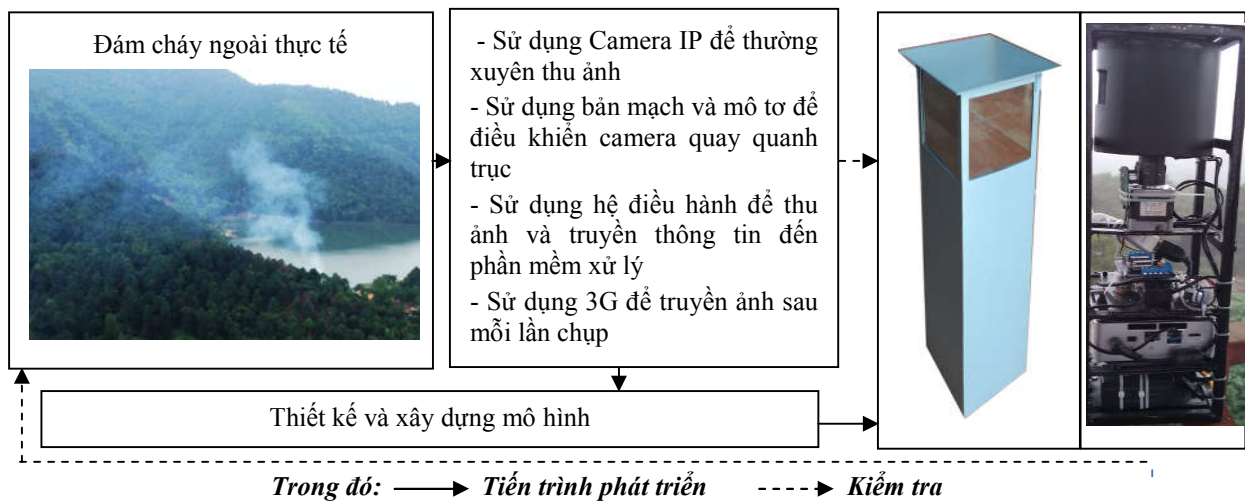 Đám cháy ngoài thực tế
- Sử dụng Camera IP để thường
xuyên thu ảnh
- Sử dụng bản mạch và mô tơ để
điều khiển camera quay quanh
trục
- Sử dụng hệ điều hành để thu
ảnh và truyền thông tin đến
phần mềm xử lý
- Sử dụng 3G để truyền ảnh sau
mỗi lần chụp
Thiết kế và xây dựng mô hình
Trong đó: Tiến trình phát triển Kiểm tra